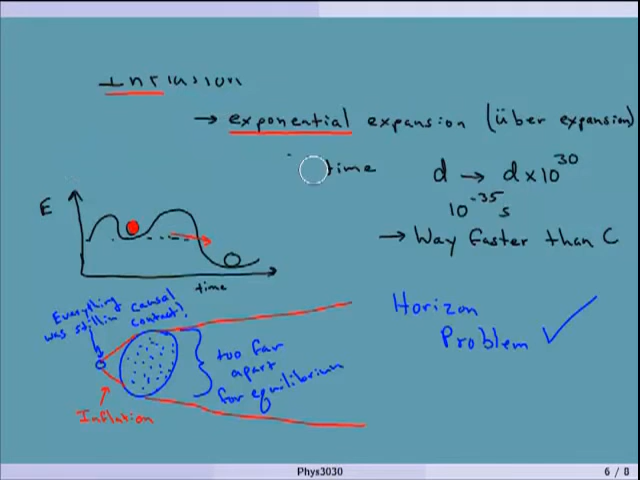 Inflation
→ exponential expansion (über expansion)
time
d → d x 10^30
10^-35 s
→ Way faster than C
E
time
Everything
was still in causal
contact!
too far
apart
for equilibrium
Inflation
Horizon
Problem ✓
Phys3030
6 / 8